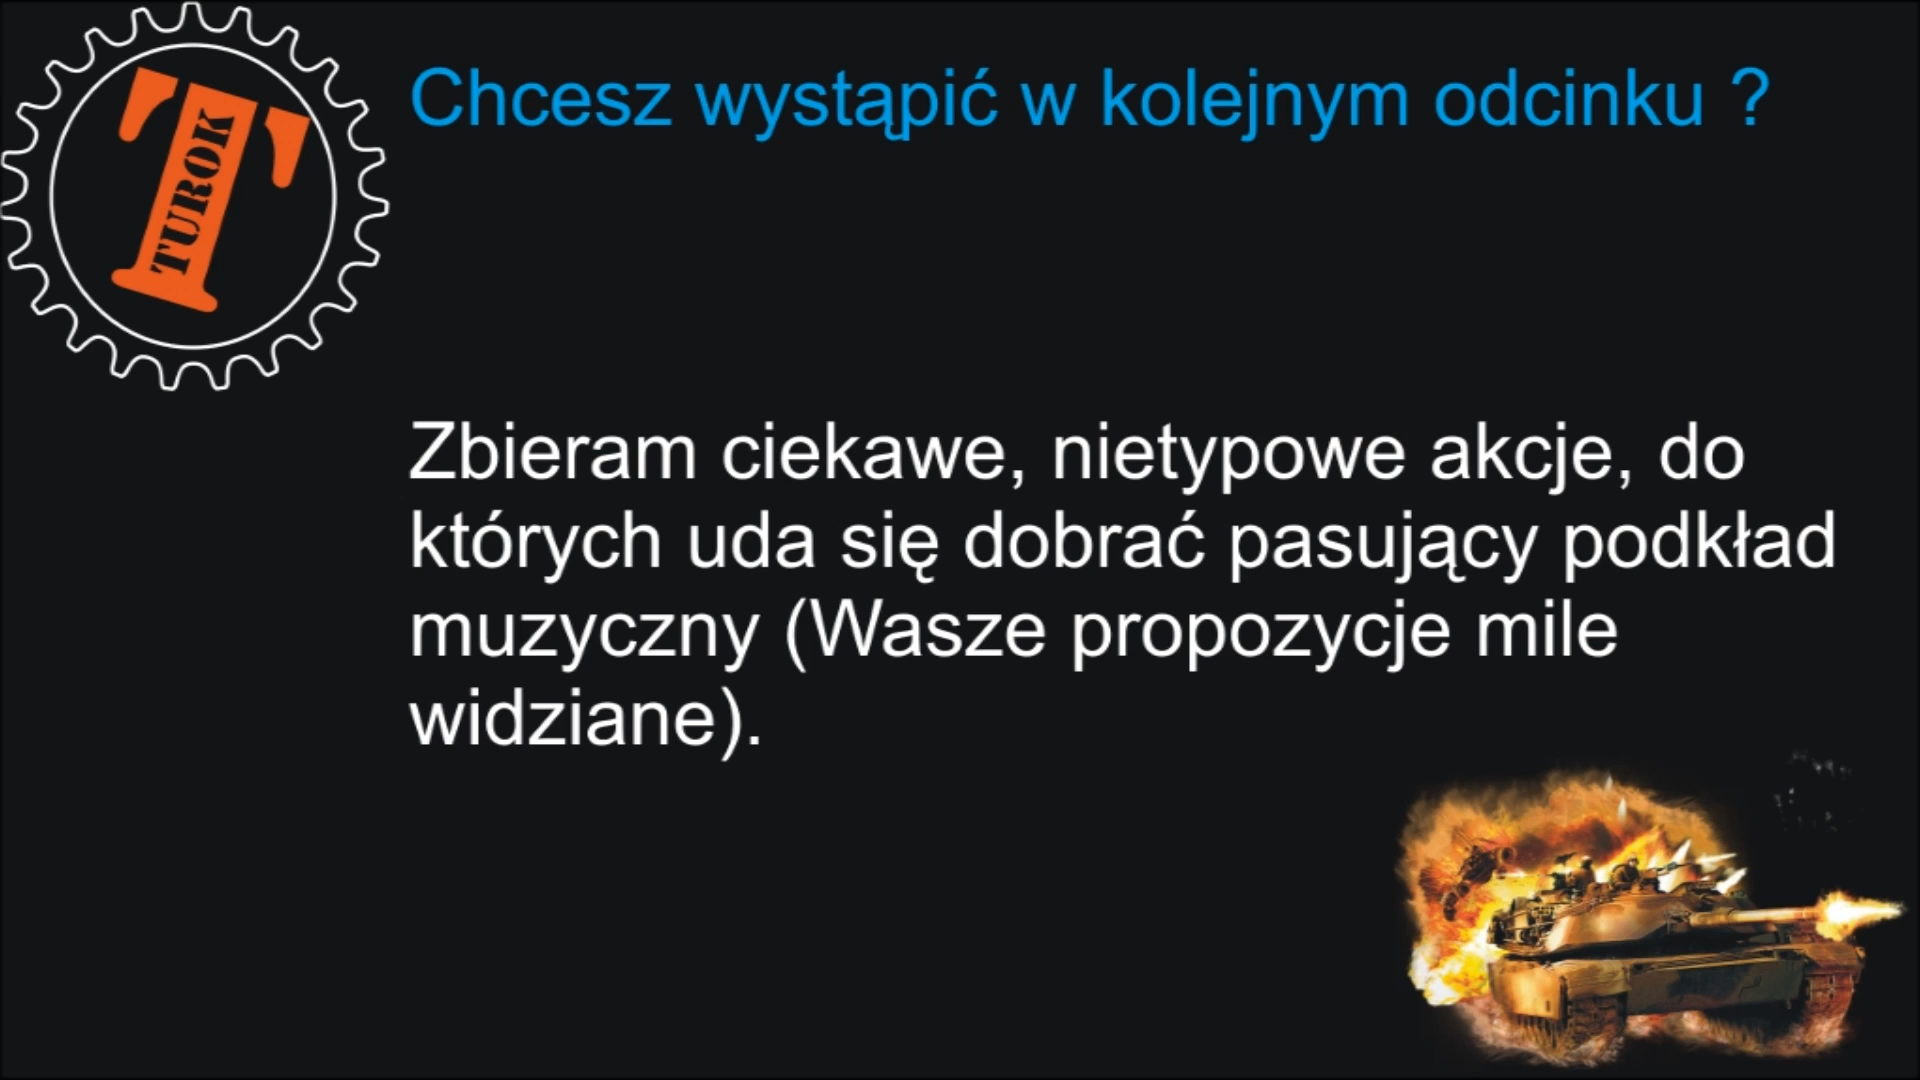 TUROK
Chcesz wystąpić w kolejnym odcinku ?
Zbieram ciekawe, nietypowe akcje, do
których uda się dobrać pasujący podkład
muzyczny (Wasze propozycje mile
widziane).